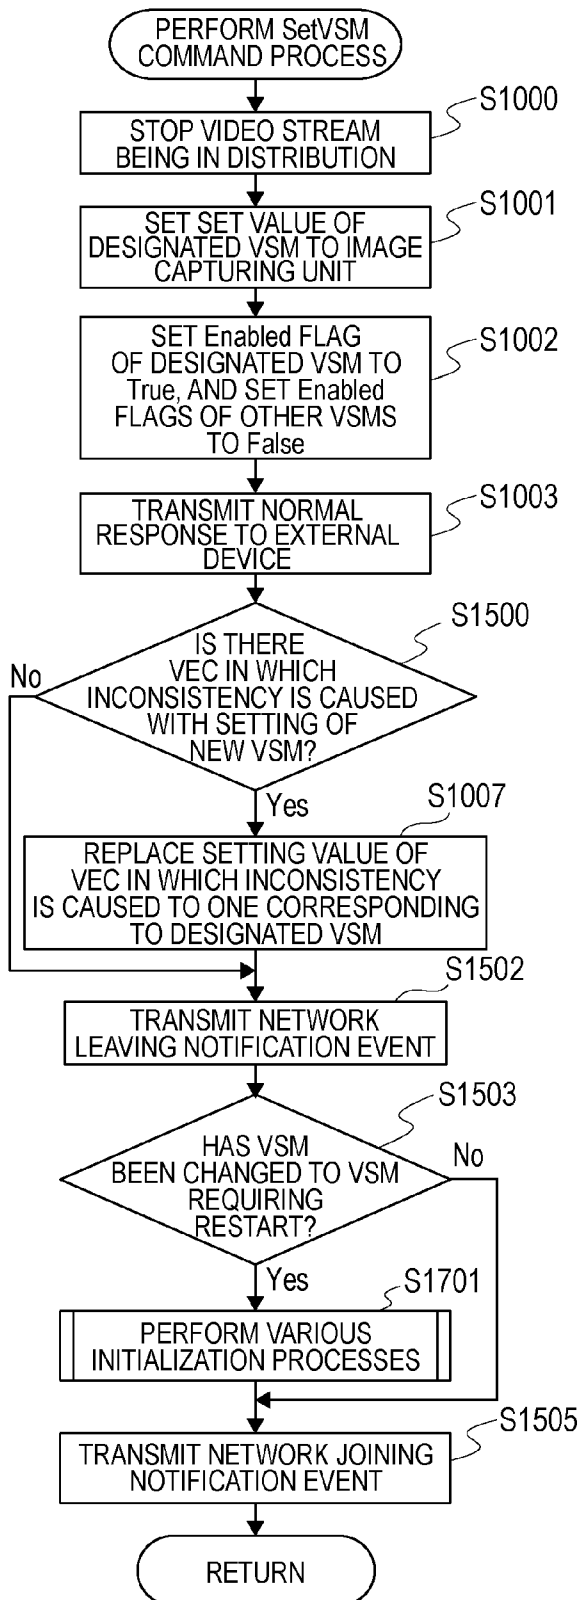 PERFORM SetVSM
COMMAND PROCESS
S1000
STOP VIDEO STREAM
BEING IN DISTRIBUTION
S1001
SET SET VALUE OF
DESIGNATED VSM TO IMAGE
CAPTURING UNIT
S1002
SET Enabled FLAG
OF DESIGNATED VSM TO
True, AND SET Enabled
FLAGS OF OTHER VSMS
TO False
S1003
TRANSMIT NORMAL
RESPONSE TO EXTERNAL
DEVICE
S1500
IS THERE
VEC IN WHICH
INCONSISTENCY IS CAUSED
WITH SETTING OF
NEW VSM?
No
Yes
S1007
REPLACE SETTING VALUE OF
VEC IN WHICH INCONSISTENCY
IS CAUSED TO ONE CORRESPONDING
TO DESIGNATED VSM
S1502
TRANSMIT NETWORK
LEAVING NOTIFICATION EVENT
S1503
HAS VSM
BEEN CHANGED TO VSM
REQUIRING
RESTART?
No
Yes
S1701
PERFORM VARIOUS
INITIALIZATION PROCESSES
S1505
TRANSMIT NETWORK JOINING
NOTIFICATION EVENT
RETURN